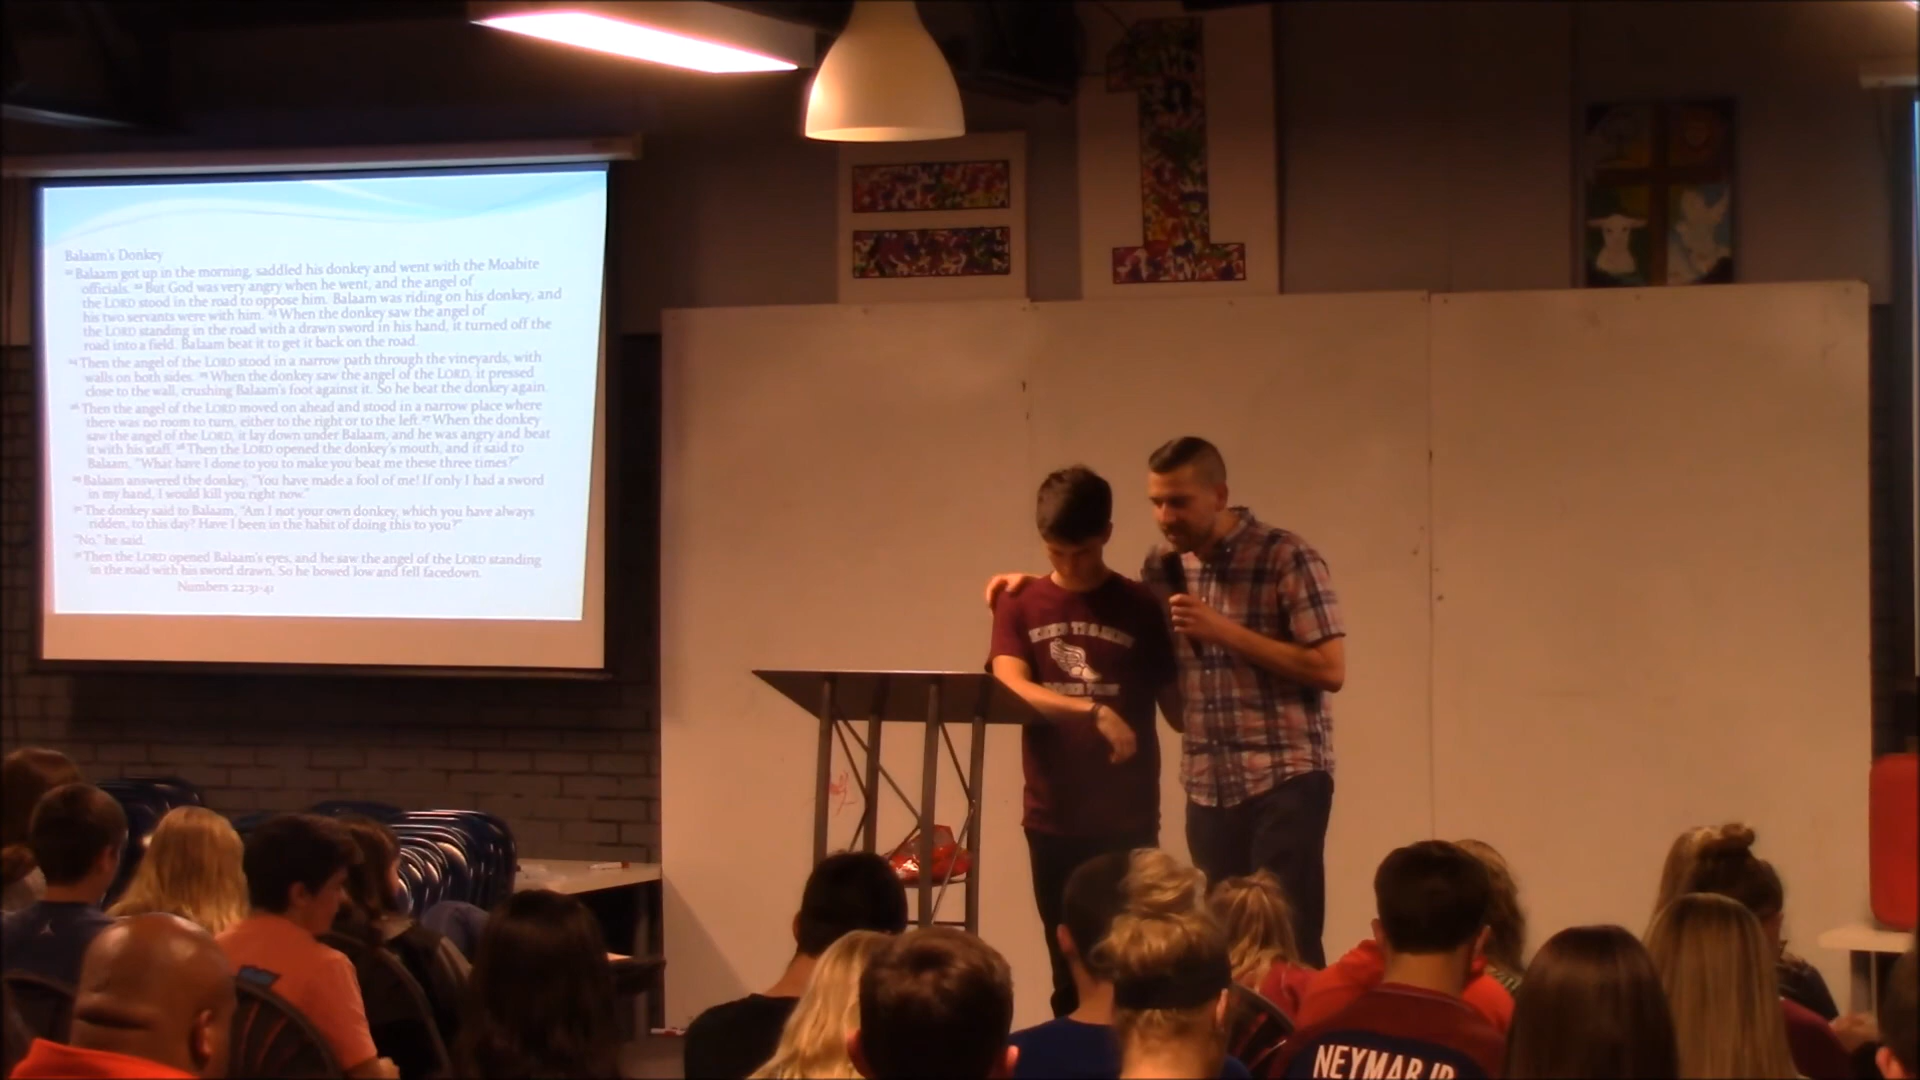 Balaam's Donkey
²¹ Balaam got up in the morning, saddled his donkey and went with the Moabite
officials. ²² But God was very angry when he went, and the angel of
the LORD stood in the road to oppose him. Balaam was riding on his donkey, and
his two servants were with him. ²³ When the donkey saw the angel of
the LORD standing in the road with a drawn sword in his hand, it turned off the
road into a field. Balaam beat it to get it back on the road.
²⁴ Then the angel of the LORD stood in a narrow path through the vineyards, with
walls on both sides. ²⁵ When the donkey saw the angel of the LORD, it pressed
close to the wall, crushing Balaam's foot against it. So he beat the donkey again.
²⁶ Then the angel of the LORD moved on ahead and stood in a narrow place where
there was no room to turn, either to the right or to the left. ²⁷ When the donkey
saw the angel of the LORD, it lay down under Balaam, and he was angry and beat
it with his staff. ²⁸ Then the LORD opened the donkey's mouth, and it said to
Balaam, "What have I done to you to make you beat me these three times?"
²⁹ Balaam answered the donkey, "You have made a fool of me! If only I had a sword
in my hand, I would kill you right now."
³⁰ The donkey said to Balaam, "Am I not your own donkey, which you have always
ridden, to this day? Have I been in the habit of doing this to you?"
"No," he said.
³¹ Then the LORD opened Balaam's eyes, and he saw the angel of the LORD standing
in the road with his sword drawn. So he bowed low and fell facedown.
Numbers 22:31-41
1
NEYMAR JR